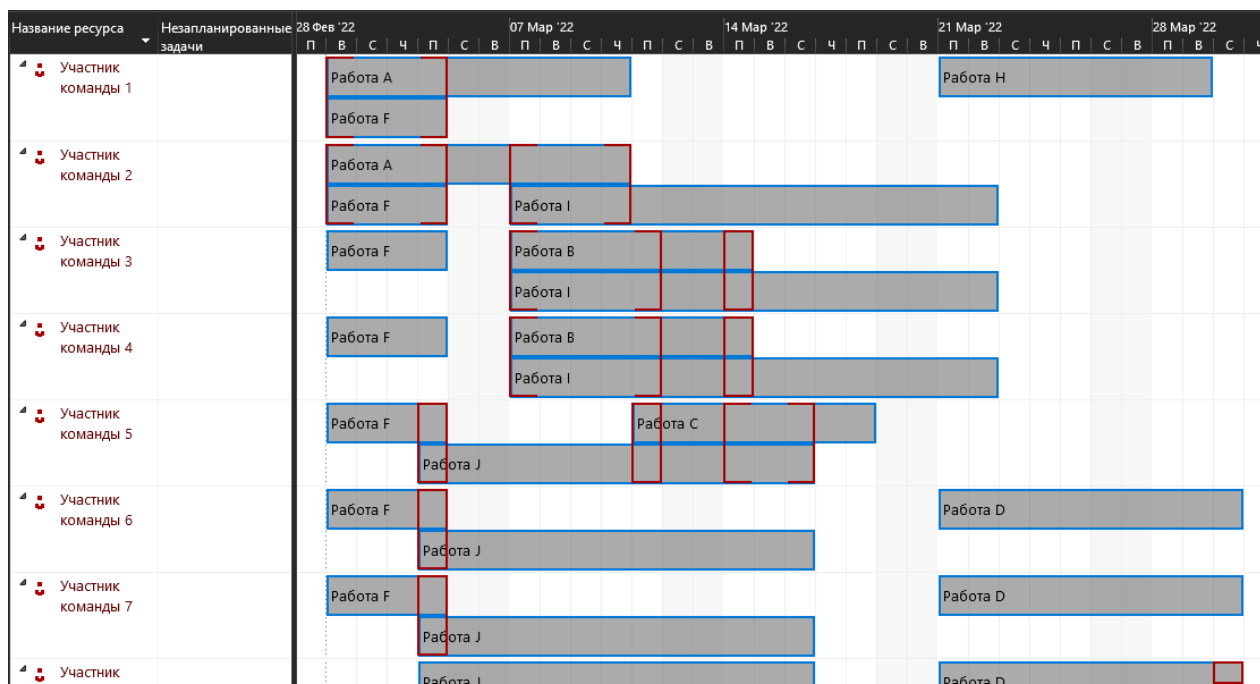 Название ресурса Незапланированные задачи 28 Фев '22 07 Мар '22 14 Мар '22 21 Мар '22 28 Мар '22
П В С Ч П С В П В С Ч П С В П В С Ч П С В П В С Ч П С В П В С Ч
Участник команды 1
Работа A
Работа H
Работа F
Участник команды 2
Работа A
Работа F
Работа I
Участник команды 3
Работа F
Работа B
Работа I
Участник команды 4
Работа F
Работа B
Работа I
Участник команды 5
Работа F
Работа C
Работа J
Участник команды 6
Работа F
Работа D
Работа J
Участник команды 7
Работа F
Работа D
Работа J
Участник
Работа J
Работа D